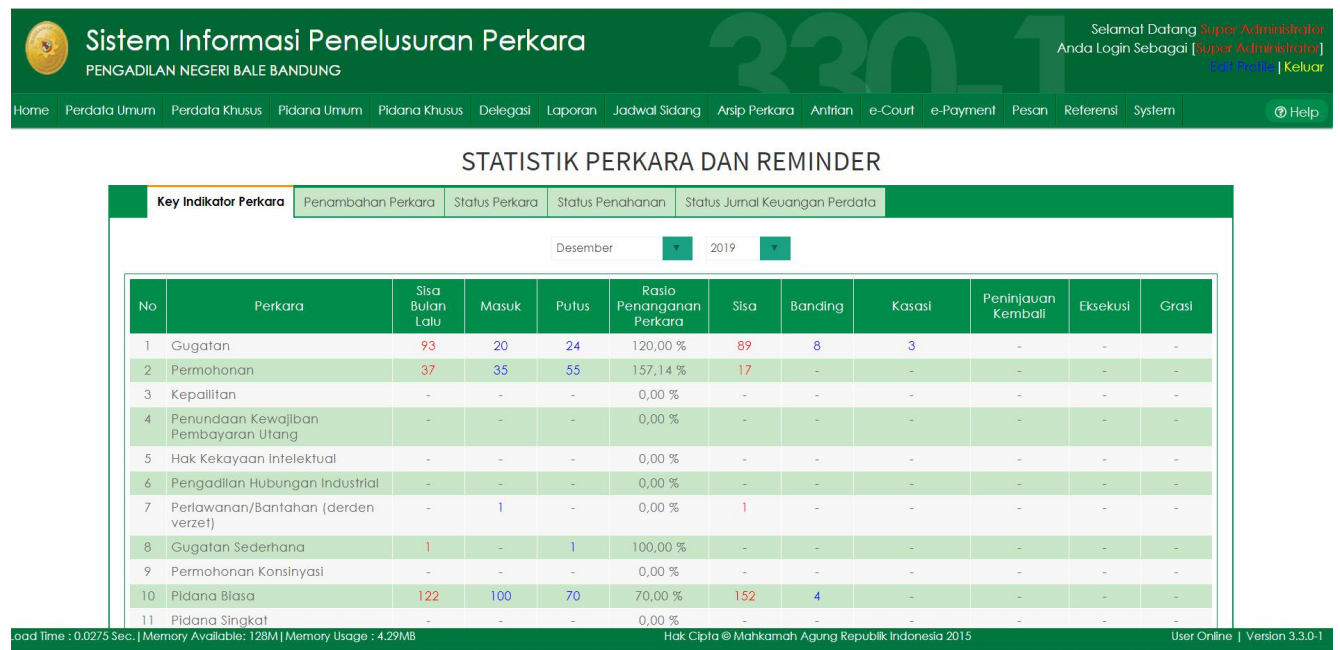 330-1
Sistem Informasi Penelusuran Perkara
PENGADILAN NEGERI BALE BANDUNG
Selamat Datang Super Administrator
Anda Login Sebagai [Super Administrator]
Edit Profile | Keluar
Home Perdata Umum Perdata Khusus Pidana Umum Pidana Khusus Delegasi Laporan Jadwal Sidang Arsip Perkara Antrian e-Court e-Payment Pesan Referensi System Help
STATISTIK PERKARA DAN REMINDER
Key Indikator Perkara Penambahan Perkara Status Perkara Status Penahanan Status Jurnal Keuangan Perdata
Desember 2019
No Perkara Sisa Bulan Lalu Masuk Putus Rasio Penanganan Perkara Sisa Banding Kasasi Peninjauan Kembali Eksekusi Grasi
1 Gugatan 93 20 24 120,00 % 89 8 3 - - -
2 Permohonan 37 35 55 157,14 % 17 - - - - -
3 Kepailitan - - - 0,00 % - - - - - -
4 Penundaan Kewajiban Pembayaran Utang - - - 0,00 % - - - - - -
5 Hak Kekayaan Intelektual - - - 0,00 % - - - - - -
6 Pengadilan Hubungan Industrial - - - 0,00 % - - - - - -
7 Perlawanan/Bantahan (derden verzet) - 1 - 0,00 % 1 - - - - -
8 Gugatan Sederhana 1 - 1 100,00 % - - - - - -
9 Permohonan Konsinyasi - - - 0,00 % - - - - - -
10 Pidana Biasa 122 100 70 70,00 % 152 4 - - - -
11 Pidana Singkat - - - 0,00 % - - - - - -
Load Time : 0.0275 Sec. | Memory Available: 128M | Memory Usage : 4.29MB Hak Cipta © Mahkamah Agung Republik Indonesia 2015 User Online | Version 3.3.0-1